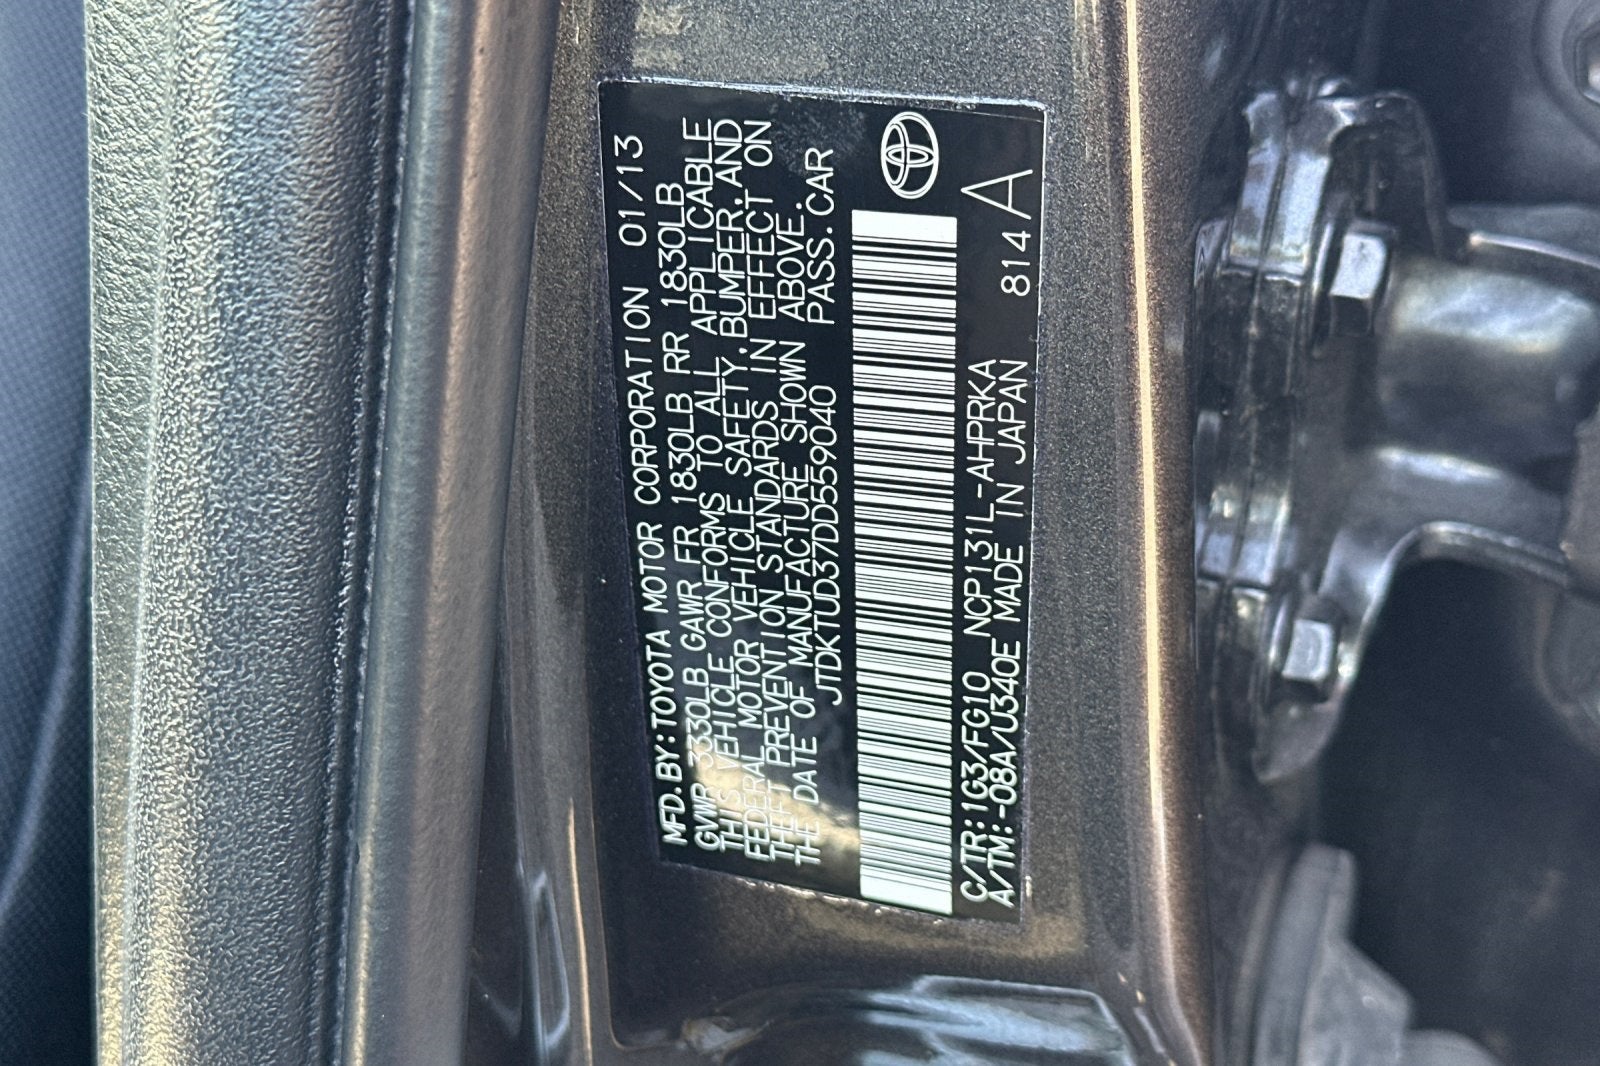 MFD.BY:TOYOTA MOTOR CORPORATION 01/13
GVWR 3330LB GAWR FR 1830LB RR 1830LB
THIS VEHICLE CONFORMS TO ALL APPLICABLE
FEDERAL MOTOR VEHICLE SAFETY,BUMPER,AND
THEFT PREVENTION STANDARDS IN EFFECT ON
THE DATE OF MANUFACTURE SHOWN ABOVE.
JTDKTUD37DD559040 PASS.CAR
C/TR:1G3/FG10 NCP131L-AHPRKA
A/TM:-08A/U340E MADE IN JAPAN 814A